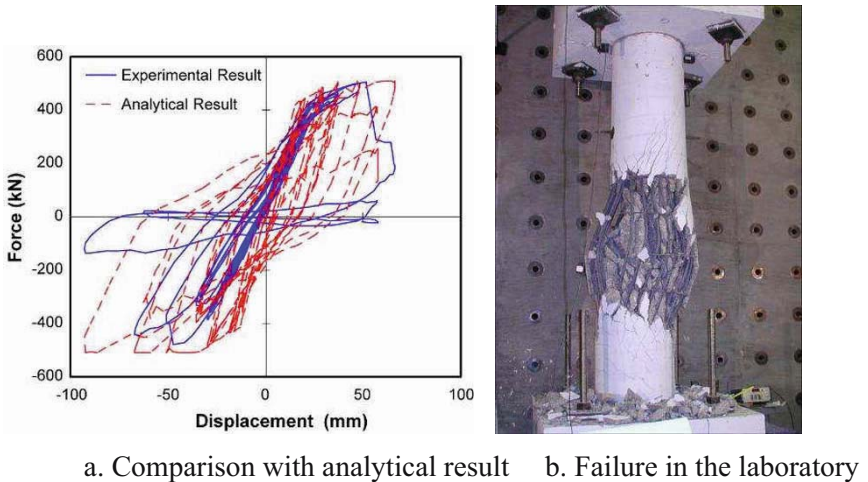 600
400
200
0
-200
-400
-600
Force (kN)
Experimental Result
Analytical Result
-100 -50 0 50 100
Displacement (mm)
a. Comparison with analytical result b. Failure in the laboratory